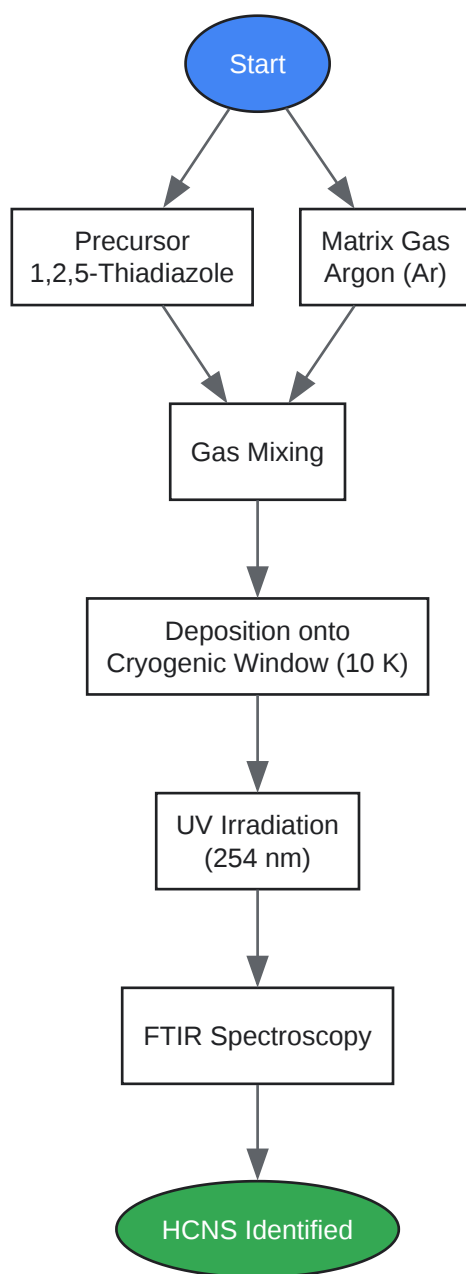 Start
Precursor
1,2,5-Thiadiazole
Matrix Gas
Argon (Ar)
Gas Mixing
Deposition onto
Cryogenic Window (10 K)
UV Irradiation
(254 nm)
FTIR Spectroscopy
HCNS Identified